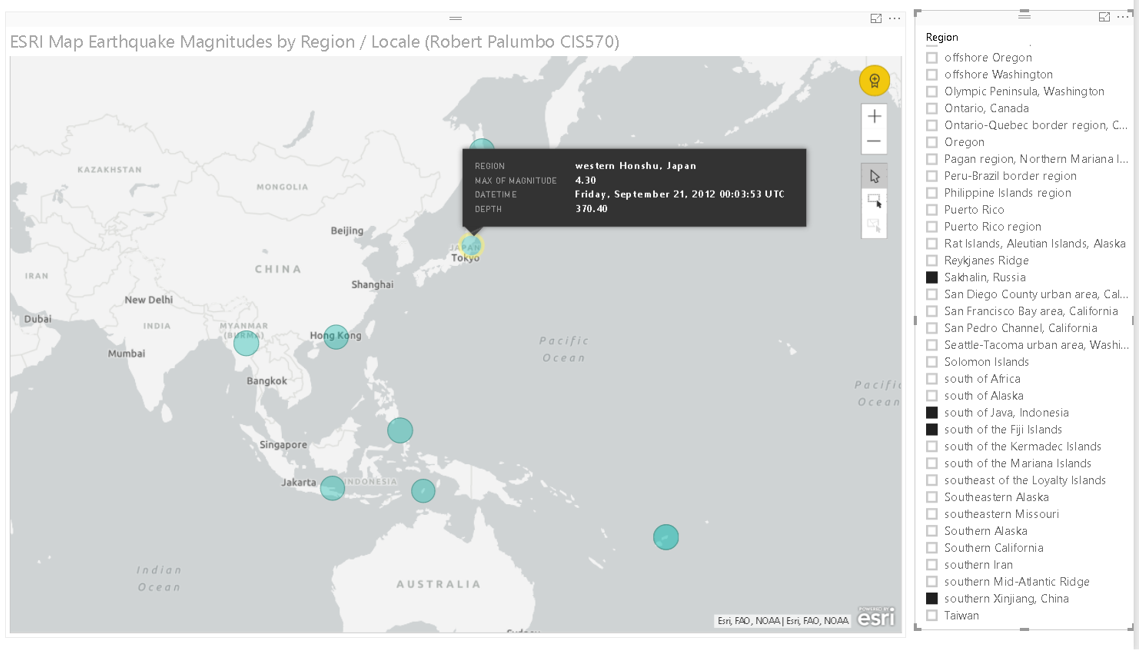 ESRI Map Earthquake Magnitudes by Region / Locale (Robert Palumbo CIS570)
KAZAKHSTAN
MONGOLIA
Beijing
CHINA
IRAN
Shanghai
New Delhi
Dubai
INDIA
MYANMAR
(BURMA)
Hong Kong
Mumbai
Bangkok
JAPAN
Tokyo
REGION western Honshu, Japan
MAX OF MAGNITUDE 4.30
DATETIME Friday, September 21, 2012 00:03:53 UTC
DEPTH 370.40
Pacific
Ocean
Pacific
Ocean
Singapore
Jakarta
INDONESIA
Indian
Ocean
AUSTRALIA
Esri, FAO, NOAA | Esri, FAO, NOAA
POWERED BY
esri
Region
offshore Oregon
offshore Washington
Olympic Peninsula, Washington
Ontario, Canada
Ontario-Quebec border region, C...
Oregon
Pagan region, Northern Mariana I...
Peru-Brazil border region
Philippine Islands region
Puerto Rico
Puerto Rico region
Rat Islands, Aleutian Islands, Alaska
Reykjanes Ridge
Sakhalin, Russia
San Diego County urban area, Cal...
San Francisco Bay area, California
San Pedro Channel, California
Seattle-Tacoma urban area, Washi...
Solomon Islands
south of Africa
south of Alaska
south of Java, Indonesia
south of the Fiji Islands
south of the Kermadec Islands
south of the Mariana Islands
southeast of the Loyalty Islands
Southeastern Alaska
southeastern Missouri
Southern Alaska
Southern California
southern Iran
southern Mid-Atlantic Ridge
southern Xinjiang, China
Taiwan